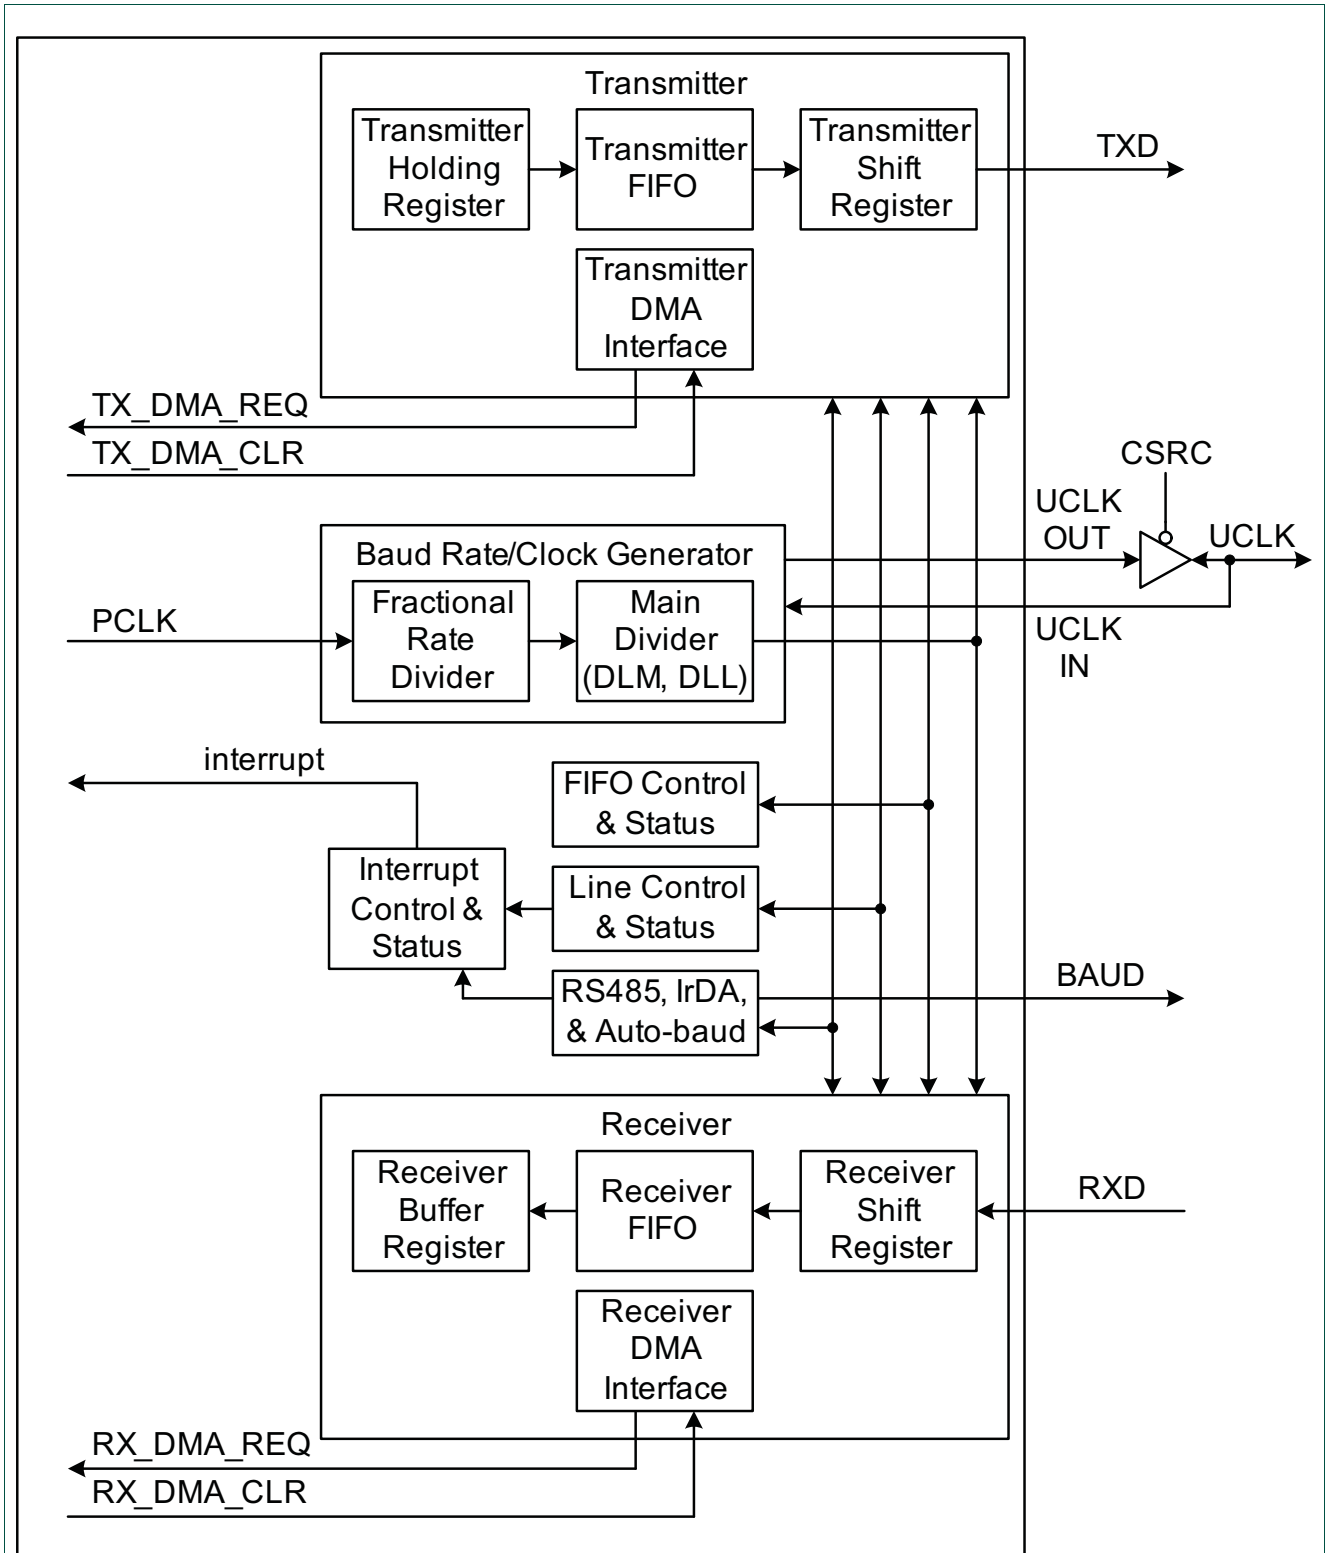 Transmitter
Transmitter
Holding
Register
Transmitter
FIFO
Transmitter
Shift
Register
TXD
Transmitter
DMA
Interface
TX_DMA_REQ
TX_DMA_CLR
CSRC
UCLK
OUT
UCLK
Baud Rate/Clock Generator
PCLK
Fractional
Rate
Divider
Main
Divider
(DLM, DLL)
UCLK
IN
interrupt
FIFO Control
& Status
Interrupt
Control &
Status
Line Control
& Status
RS485, IrDA,
& Auto-baud
BAUD
Receiver
Receiver
Buffer
Register
Receiver
FIFO
Receiver
Shift
Register
RXD
Receiver
DMA
Interface
RX_DMA_REQ
RX_DMA_CLR